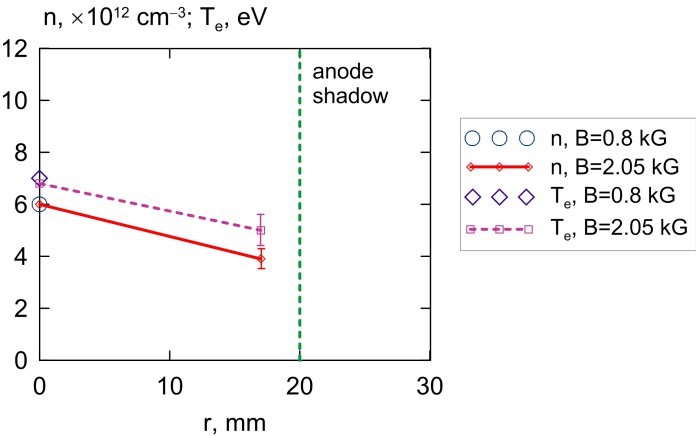 n, ×10¹² cm⁻³; Tₑ, eV
12
10
8
6
4
2
0
0 10 20 30
r, mm
anode
shadow
n, B=0.8 kG
n, B=2.05 kG
Tₑ, B=0.8 kG
Tₑ, B=2.05 kG